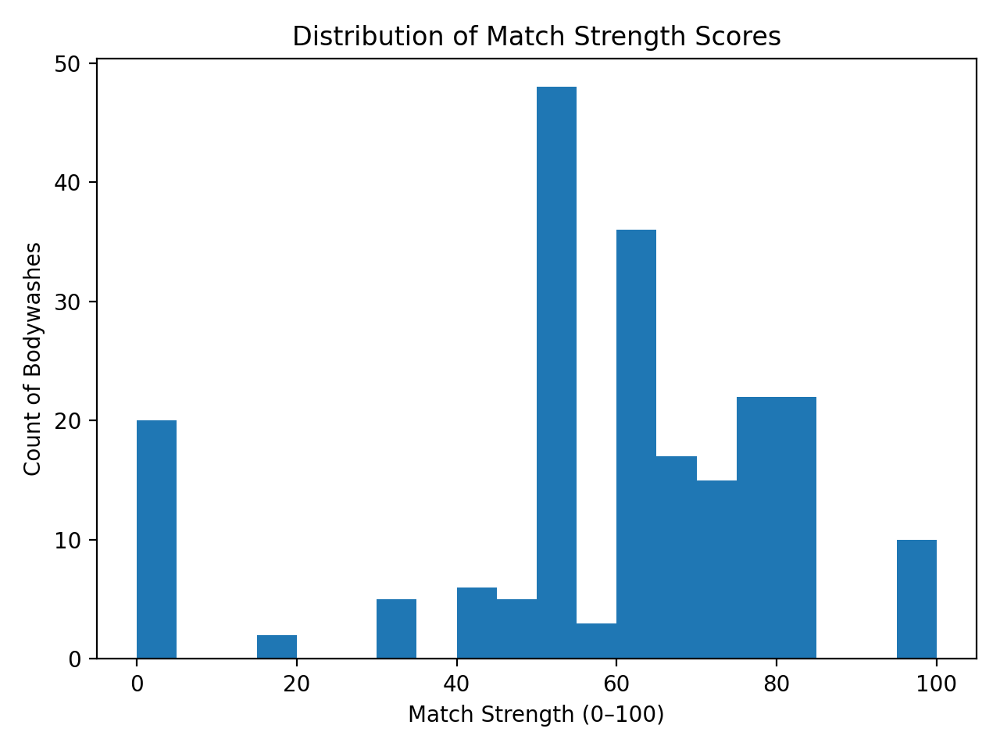 Distribution of Match Strength Scores
50
40
30
20
10
0
Count of Bodywashes
0 20 40 60 80 100
Match Strength (0–100)